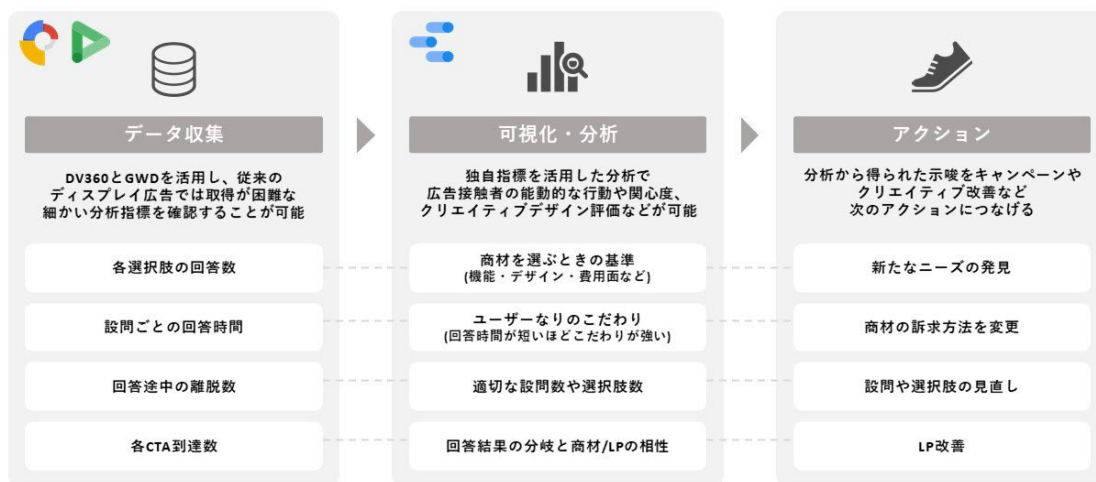 データ収集
DV360とGWDを活用し、従来の
ディスプレイ広告では取得が困難な
細かい分析指標を確認することが可能
各選択肢の回答数
設問ごとの回答時間
回答途中の離脱数
各CTA到達数
可視化・分析
独自指標を活用した分析で
広告接触者の能動的な行動や関心度、
クリエイティブデザイン評価などが可能
商材を選ぶときの基準
(機能・デザイン・費用面など)
ユーザーなりのこだわり
(回答時間が短いほどこだわりが強い)
適切な設問数や選択肢数
回答結果の分岐と商材/LPの相性
アクション
分析から得られた示唆をキャンペーンや
クリエイティブ改善など
次のアクションにつなげる
新たなニーズの発見
商材の訴求方法を変更
設問や選択肢の見直し
LP改善